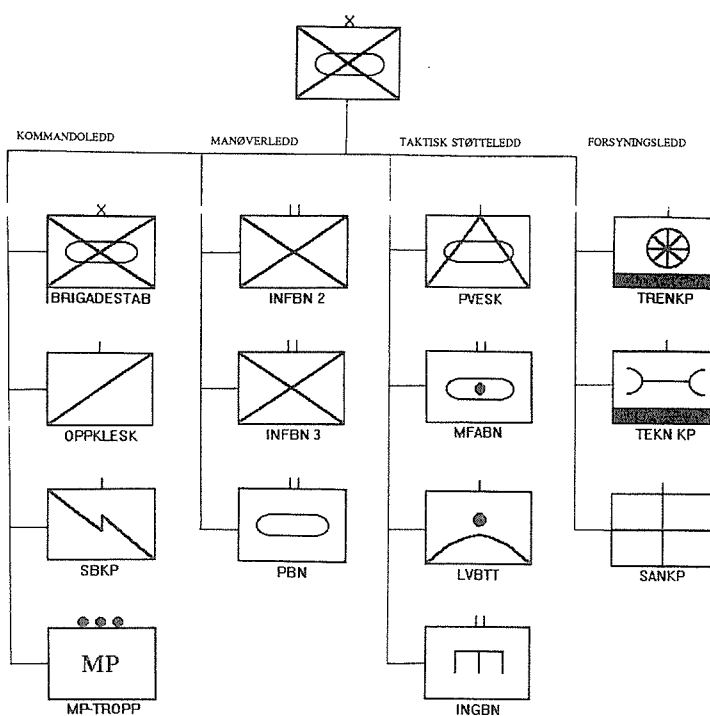 KOMMANDOLEDD
MANØVERLEDD
TAKTISK STØTTELEDD
FORSYNINGSLEDD
BRIGADESTAB
INFBN 2
PVESK
TRENKP
OPPKLESK
INFBN 3
MFABN
TEKN KP
SBKP
PBN
LVBTT
SANKP
MP
MP-TROPP
INGBN